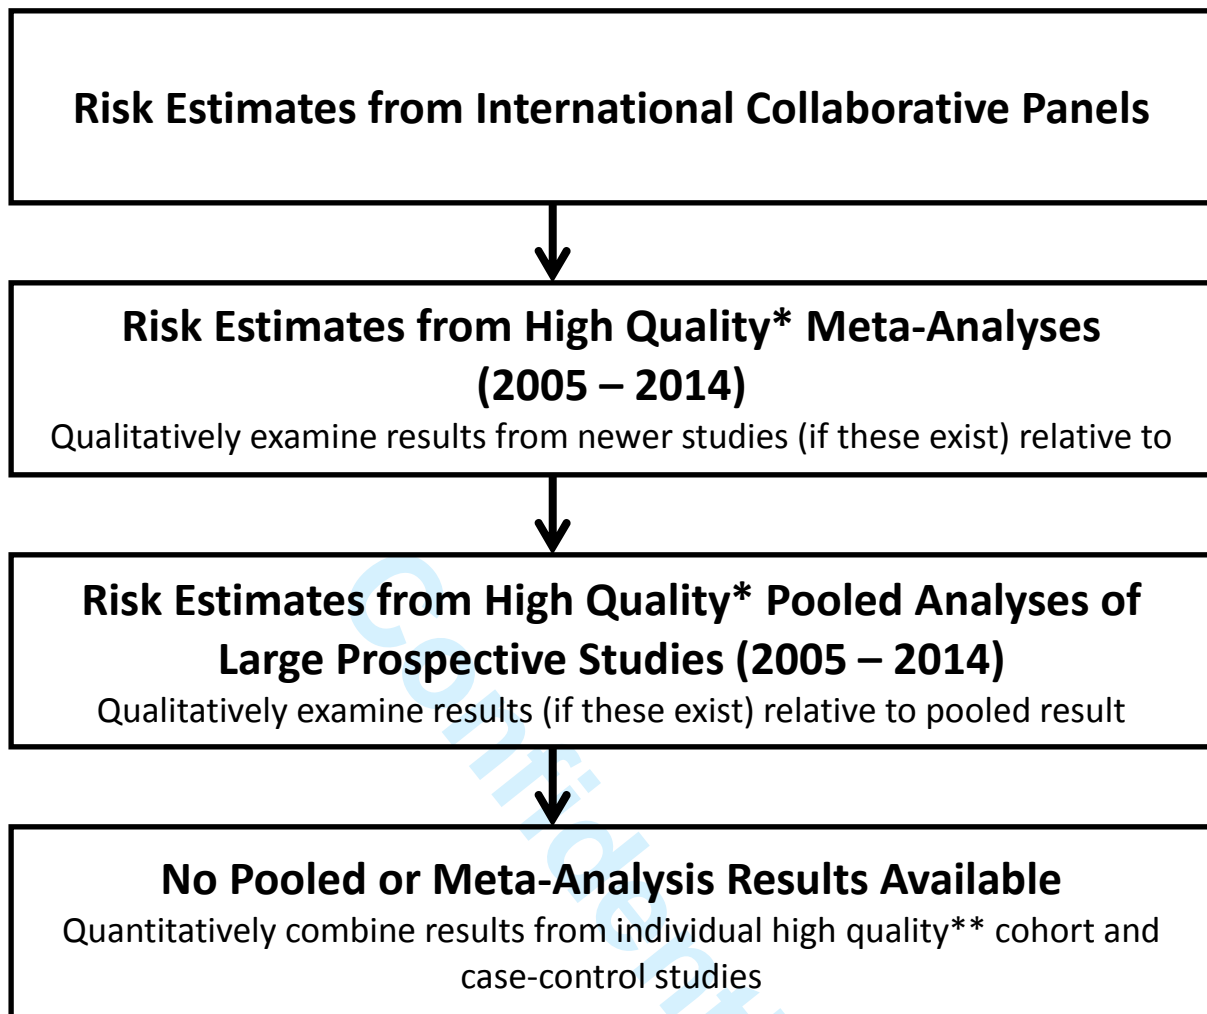 Risk Estimates from International Collaborative Panels
Risk Estimates from High Quality* Meta-Analyses
(2005 – 2014)
Qualitatively examine results from newer studies (if these exist) relative to
Risk Estimates from High Quality* Pooled Analyses of
Large Prospective Studies (2005 – 2014)
Qualitatively examine results (if these exist) relative to pooled result
No Pooled or Meta-Analysis Results Available
Quantitatively combine results from individual high quality** cohort and
case-control studies
Confidenti